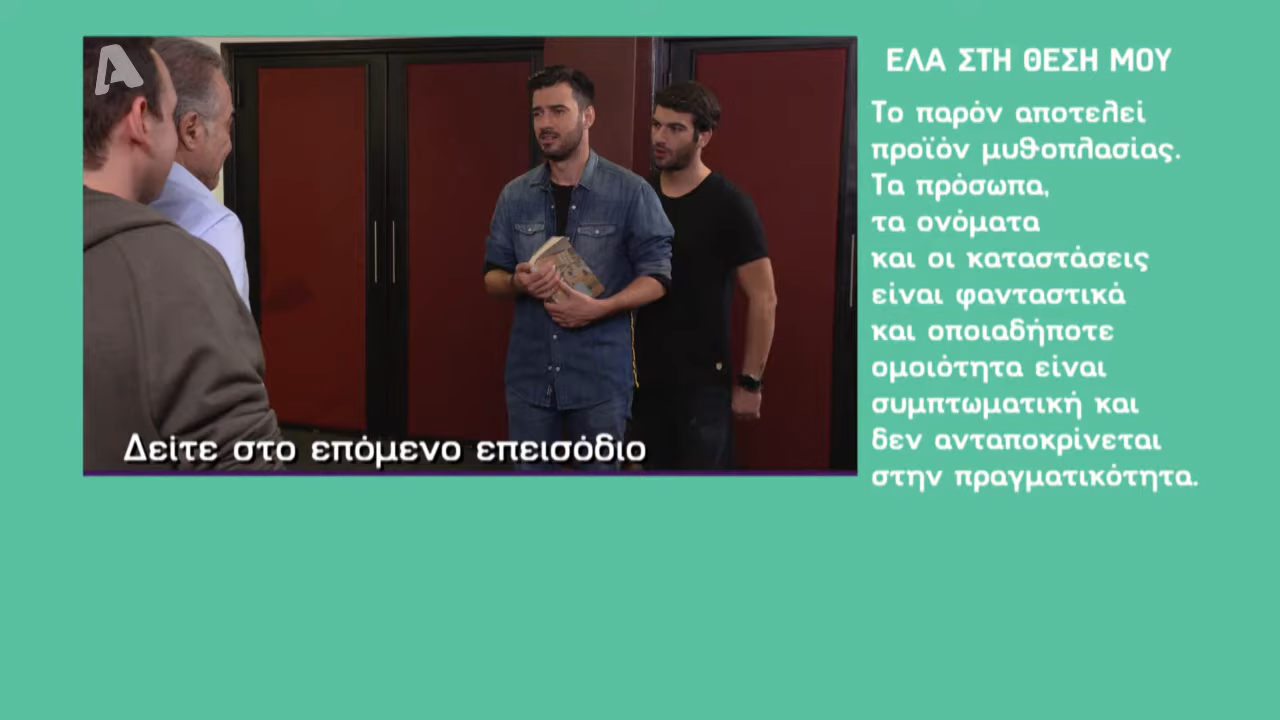 ΕΛΑ ΣΤΗ ΘΕΣΗ ΜΟΥ
Το παρόν αποτελεί
προϊόν μυθοπλασίας.
Τα πρόσωπα,
τα ονόματα
και οι καταστάσεις
είναι φανταστικά
και οποιαδήποτε
ομοιότητα είναι
συμπτωματική και
δεν ανταποκρίνεται
στην πραγματικότητα.
Δείτε στο επόμενο επεισόδιο